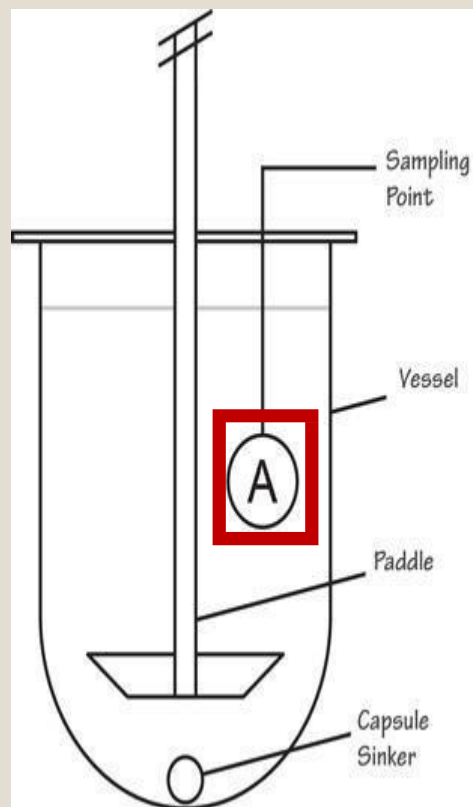 Sampling
Point
Vessel
A
Paddle
Capsule
Sinker